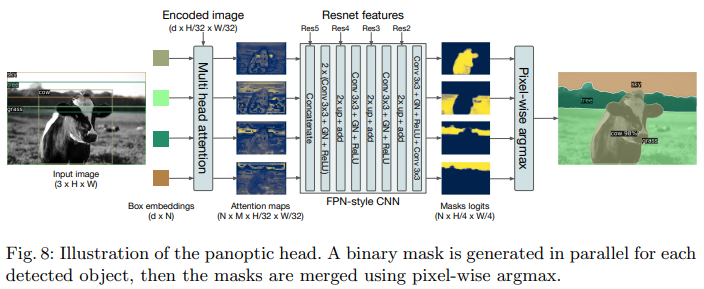 Encoded image
(d x H/32 x W/32)
Resnet features
Res5
Res4
Res3
Res2
sky
tree
cow
grass
Input image
(3 x H x W)
Box embeddings
(d x N)
Multi head attention
Attention maps
(N x M x H/32 x W/32)
Concatenate
2 x (Conv 3x3 + GN + ReLU)
2x up + add
Conv 3x3 + GN + ReLU
2x up + add
Conv 3x3 + GN + ReLU
2x up + add
Conv 3x3 + GN + ReLU + Conv 3x3
FPN-style CNN
Masks logits
(N x H/4 x W/4)
Pixel-wise argmax
sky
tree
cow 98%
grass
Fig. 8: Illustration of the panoptic head. A binary mask is generated in parallel for each
detected object, then the masks are merged using pixel-wise argmax.